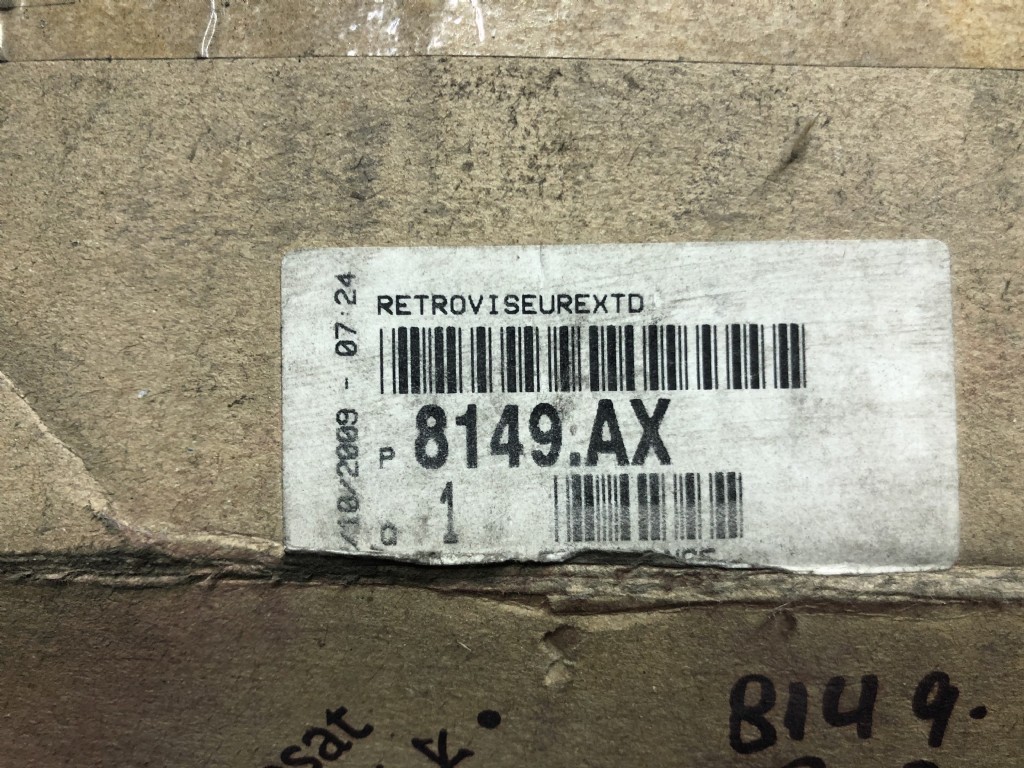 /10/2009 - 07:24
RETROVISEUREXTD
P 8149.AX
Q 1
8149.